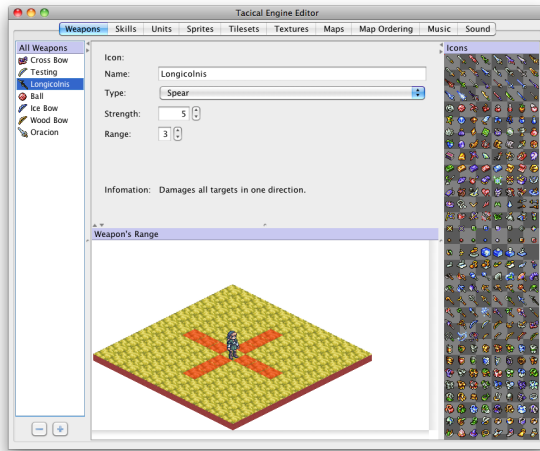 Tacical Engine Editor
Weapons Skills Units Sprites Tilesets Textures Maps Map Ordering Music Sound
All Weapons
Cross Bow
Testing
Longicolnis
Ball
Ice Bow
Wood Bow
Oracion
Icon:
Name: Longicolnis
Type: Spear
Strength: 5
Range: 3
Infomation: Damages all targets in one direction.
Weapon's Range
Icons